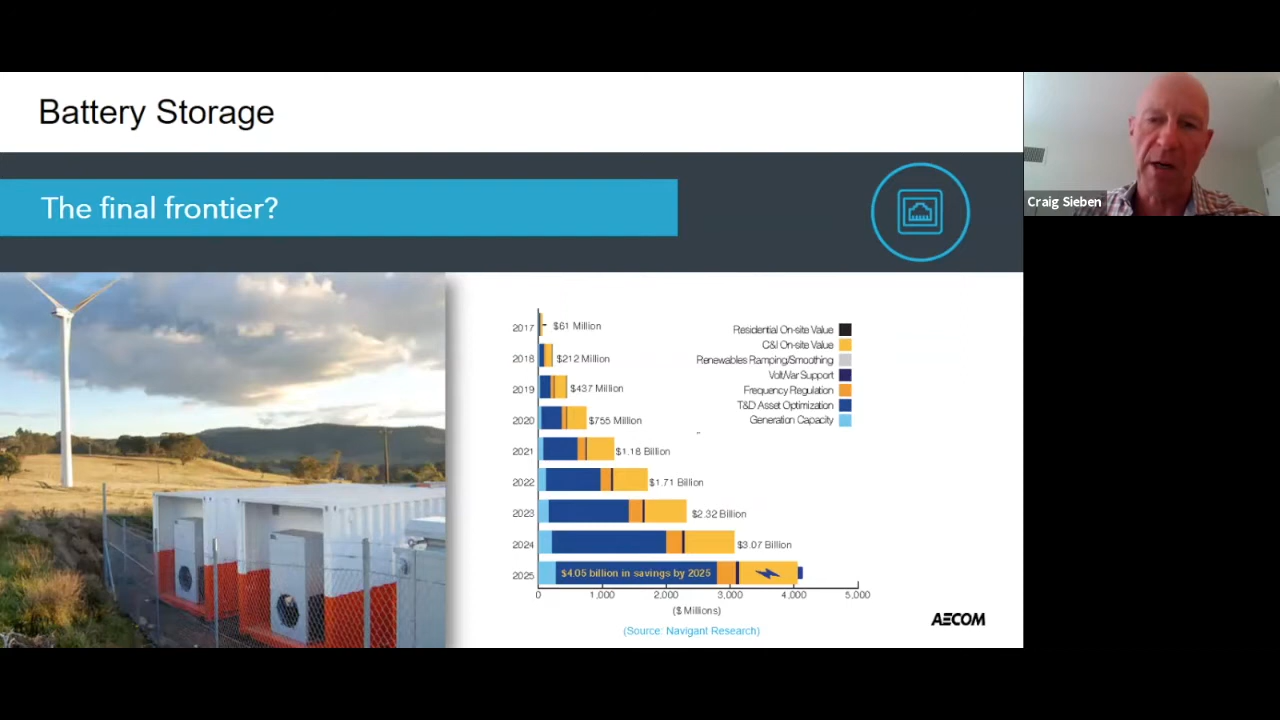 Battery Storage
The final frontier?
Craig Sieben
2017 $61 Million
2018 $212 Million
2019 $437 Million
2020 $755 Million
2021 $1.18 Billion
2022 $1.71 Billion
2023 $2.32 Billion
2024 $3.07 Billion
2025 $4.05 billion in savings by 2025
Residential On-site Value
C&I On-site Value
Renewables Ramping/Smoothing
Volt/Var Support
Frequency Regulation
T&D Asset Optimization
Generation Capacity
0 1,000 2,000 3,000 4,000 5,000
($ Millions)
(Source: Navigant Research)
AECOM